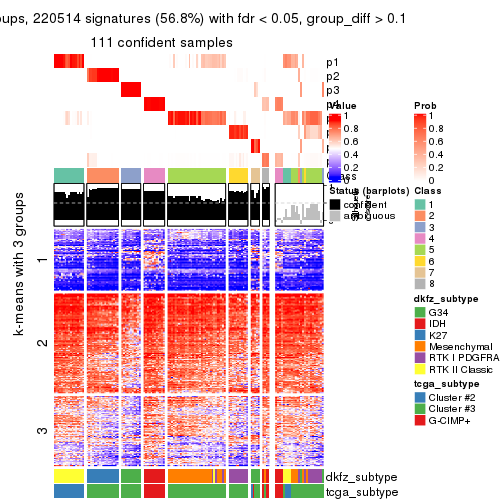 oups, 220514 signatures (56.8%) with fdr < 0.05, group_diff > 0.1
111 confident samples
p1
p2
p3
Value
1
0.8
0.6
0.4
0.2
0
Prob
1
0.8
0.6
0.4
0.2
0
Status (barplots)
confident
ambiguous
Class
1
2
3
4
5
6
7
8
dkfz_subtype
G34
IDH
K27
Mesenchymal
RTK I PDGFRA
RTK II Classic
tcga_subtype
Cluster #2
Cluster #3
G-CIMP+
k-means with 3 groups
1
2
3
dkfz_subtype
tcga_subtype